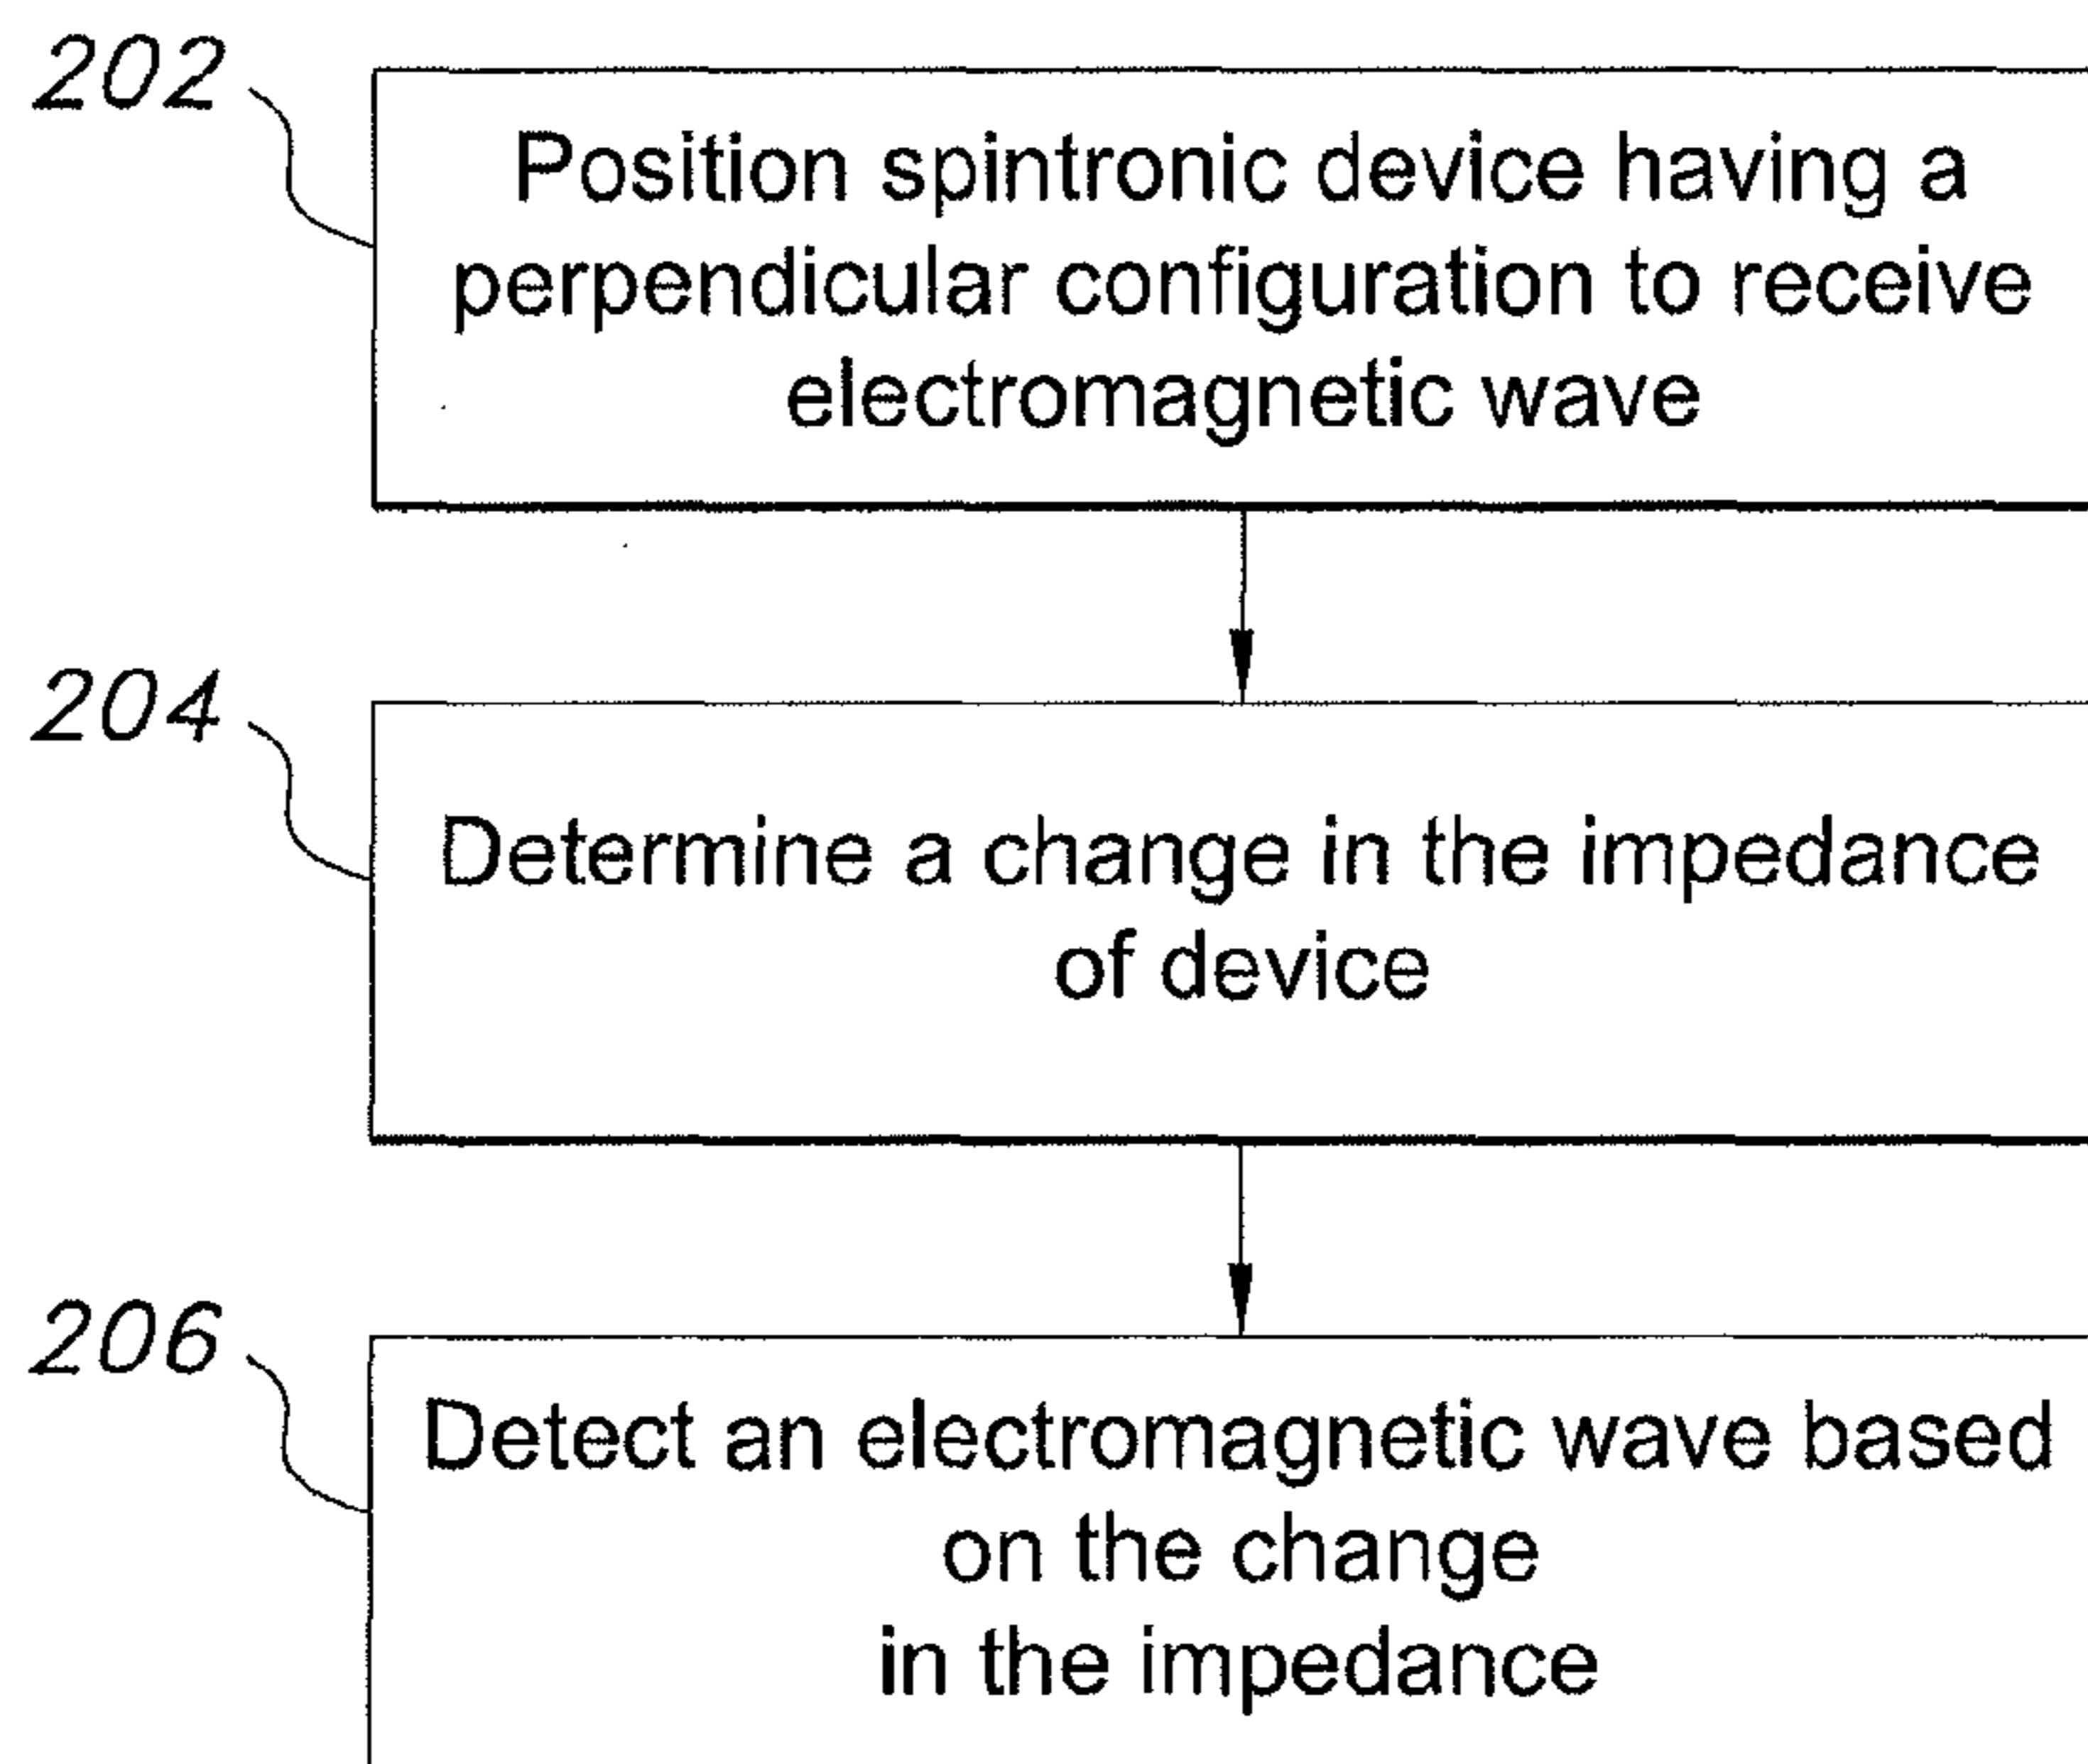 202
Position spintronic device having a
perpendicular configuration to receive
electromagnetic wave
204
Determine a change in the impedance
of device
206
Detect an electromagnetic wave based
on the change
in the impedance